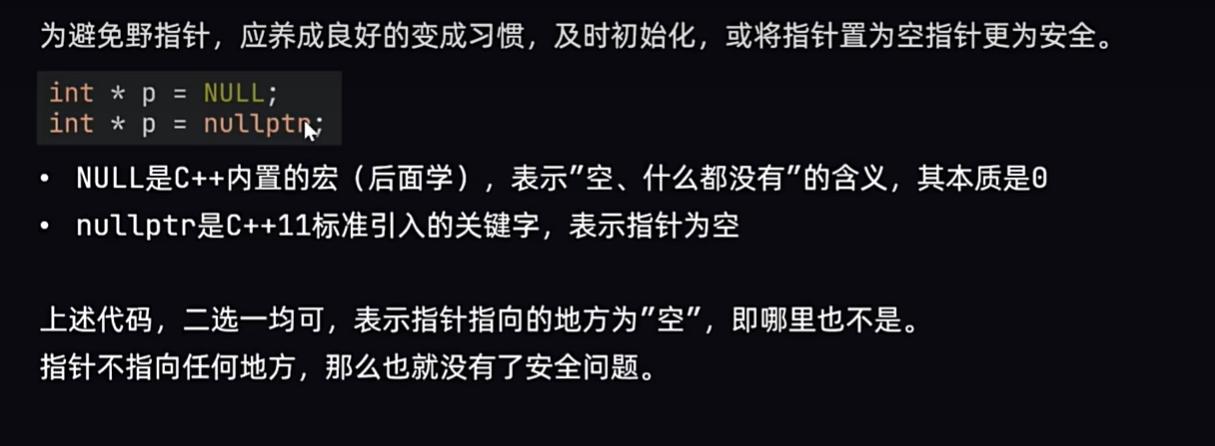 为避免野指针，应养成良好的变成习惯，及时初始化，或将指针置为空指针更为安全。
int * p = NULL;
int * p = nullptr;
• NULL是C++内置的宏（后面学），表示"空、什么都没有"的含义，其本质是0
• nullptr是C++11标准引入的关键字，表示指针为空
上述代码，二选一均可，表示指针指向的地方为"空"，即哪里也不是。
指针不指向任何地方，那么也就没有了安全问题。